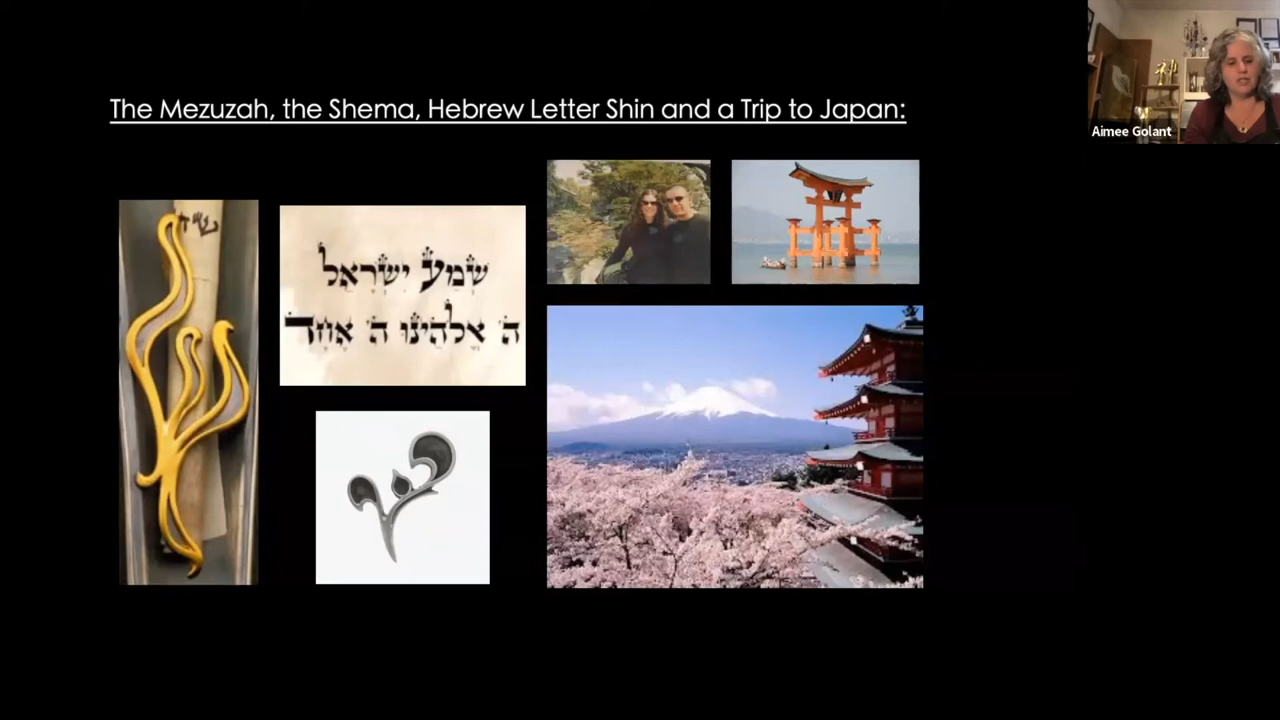 The Mezuzah, the Shema, Hebrew Letter Shin and a Trip to Japan:
שְׁמַע יִשְׂרָאֵל
ה' אֱלֹהֵינוּ ה' אֶחָד
Aimee Golant